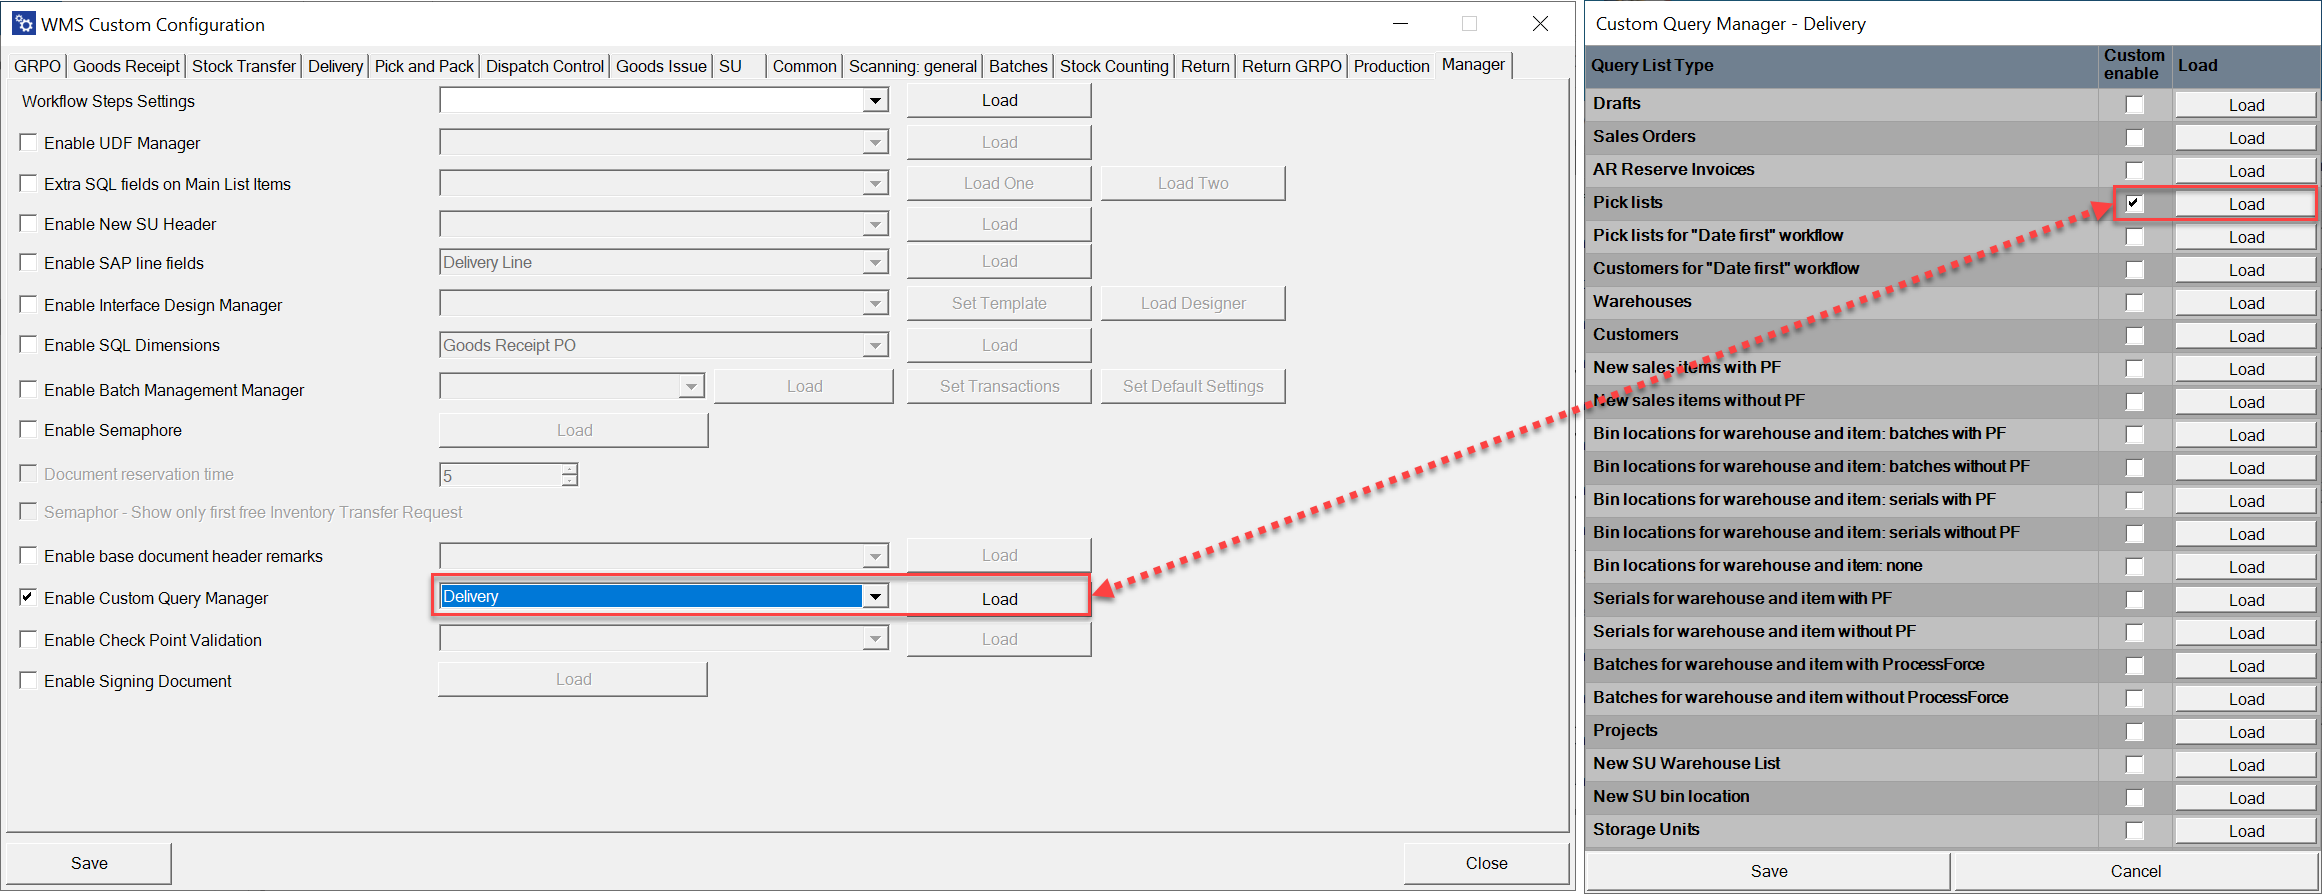 WMS Custom Configuration
GRPO Goods Receipt Stock Transfer Delivery Pick and Pack Dispatch Control Goods Issue SU Common Scanning: general Batches Stock Counting Return Return GRPO Production Manager
Workflow Steps Settings Load
Enable UDF Manager Load
Extra SQL fields on Main List Items Load One Load Two
Enable New SU Header Load
Enable SAP line fields Delivery Line Load
Enable Interface Design Manager Set Template Load Designer
Enable SQL Dimensions Goods Receipt PO Load
Enable Batch Management Manager Load Set Transactions Set Default Settings
Enable Semaphore Load
Document reservation time 5
Semaphor - Show only first free Inventory Transfer Request
Enable base document header remarks Load
Enable Custom Query Manager Delivery Load
Enable Check Point Validation Load
Enable Signing Document Load
Save Close
Custom Query Manager - Delivery
Query List Type Custom enable Load
Drafts Load
Sales Orders Load
AR Reserve Invoices Load
Pick lists Load
Pick lists for "Date first" workflow Load
Customers for "Date first" workflow Load
Warehouses Load
Customers Load
New sales items with PF Load
New sales items without PF Load
Bin locations for warehouse and item: batches with PF Load
Bin locations for warehouse and item: batches without PF Load
Bin locations for warehouse and item: serials with PF Load
Bin locations for warehouse and item: serials without PF Load
Bin locations for warehouse and item: none Load
Serials for warehouse and item with PF Load
Serials for warehouse and item without PF Load
Batches for warehouse and item with ProcessForce Load
Batches for warehouse and item without ProcessForce Load
Projects Load
New SU Warehouse List Load
New SU bin location Load
Storage Units Load
Save Cancel